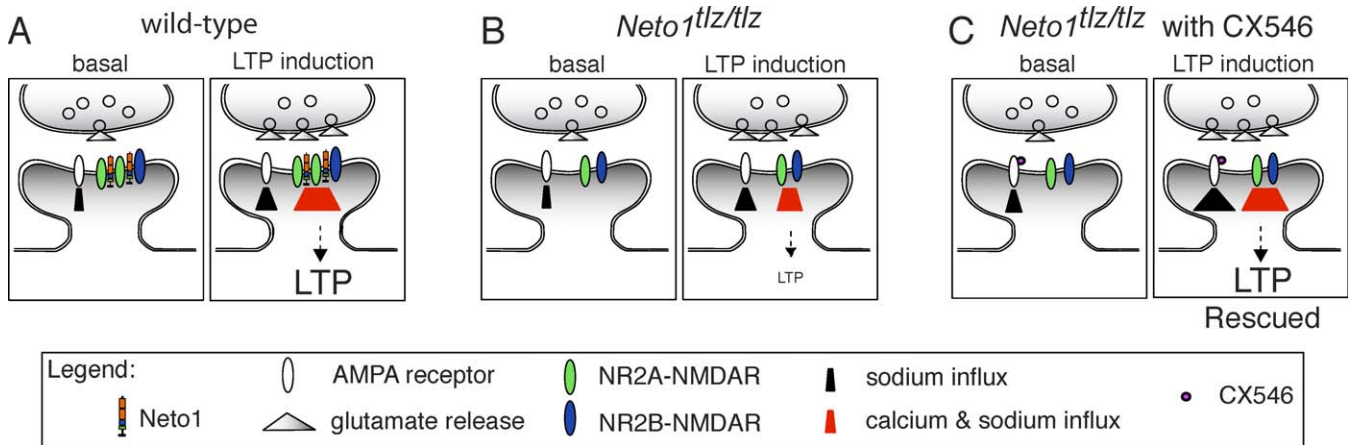 A wild-type
basal LTP induction
LTP
B Neto1tlz/tlz
basal LTP induction
LTP
C Neto1tlz/tlz with CX546
basal LTP induction
LTP
Rescued
Legend:
Neto1
AMPA receptor
glutamate release
NR2A-NMDAR
NR2B-NMDAR
sodium influx
calcium & sodium influx
CX546